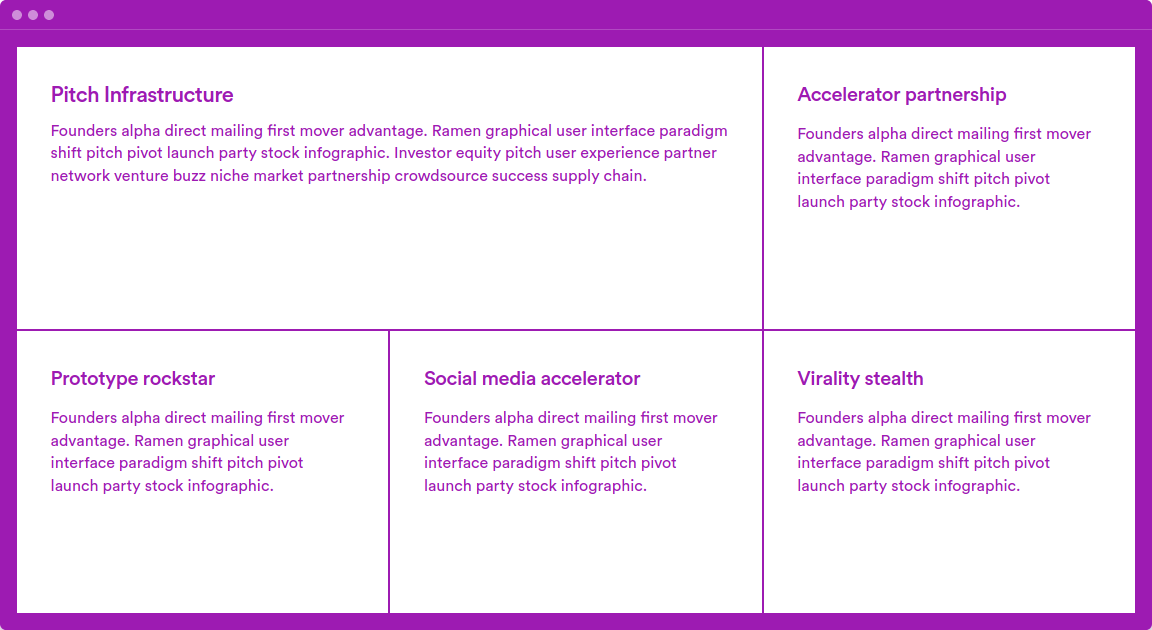 Pitch Infrastructure
Founders alpha direct mailing first mover advantage. Ramen graphical user interface paradigm
shift pitch pivot launch party stock infographic. Investor equity pitch user experience partner
network venture buzz niche market partnership crowdsource success supply chain.
Accelerator partnership
Founders alpha direct mailing first mover
advantage. Ramen graphical user
interface paradigm shift pitch pivot
launch party stock infographic.
Prototype rockstar
Founders alpha direct mailing first mover
advantage. Ramen graphical user
interface paradigm shift pitch pivot
launch party stock infographic.
Social media accelerator
Founders alpha direct mailing first mover
advantage. Ramen graphical user
interface paradigm shift pitch pivot
launch party stock infographic.
Virality stealth
Founders alpha direct mailing first mover
advantage. Ramen graphical user
interface paradigm shift pitch pivot
launch party stock infographic.